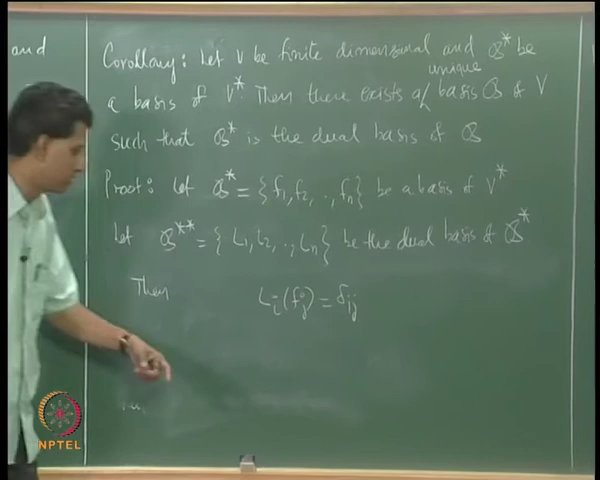 and
Corollary: Let V be finite dimensional and B* be
unique
a basis of V*. Then there exists a basis B of V
such that B* is the dual basis of B
Proof: Let B* = {f₁, f₂, .., fₙ} be a basis of V*
Let B** = {L₁, L₂, .., Lₙ} be the dual basis of B*
Then Lᵢ(fⱼ) = δᵢⱼ
NPTEL